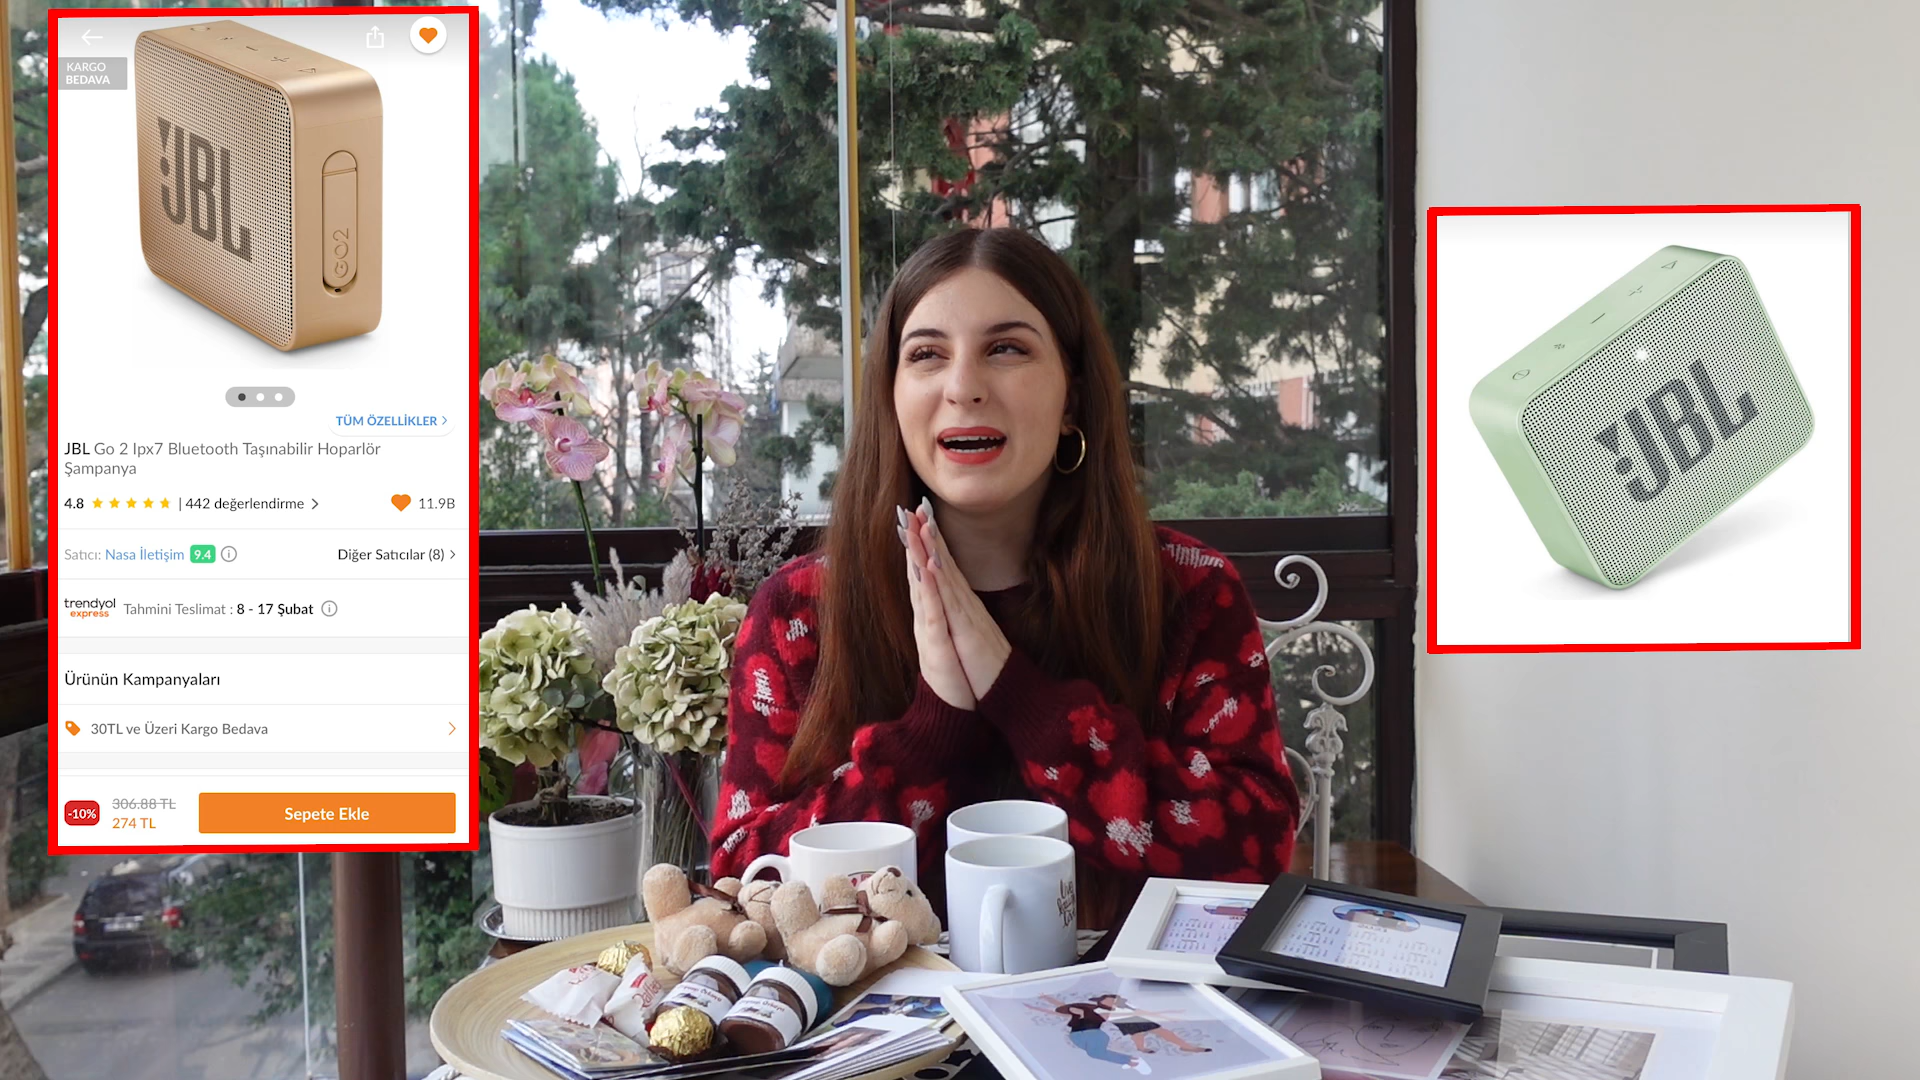 KARGO
BEDAVA
JBL
GO2
TÜM ÖZELLİKLER
JBL Go 2 Ipx7 Bluetooth Taşınabilir Hoparlör
Şampanya
4.8 | 442 değerlendirme 11.9B
Satıcı: Nasa İletişim 9.4 Diğer Satıcılar (8)
trendyol
express
Tahmini Teslimat : 8 - 17 Şubat
Ürünün Kampanyaları
30TL ve Üzeri Kargo Bedava
-10%
306.88 TL
274 TL
Sepete Ekle
JBL